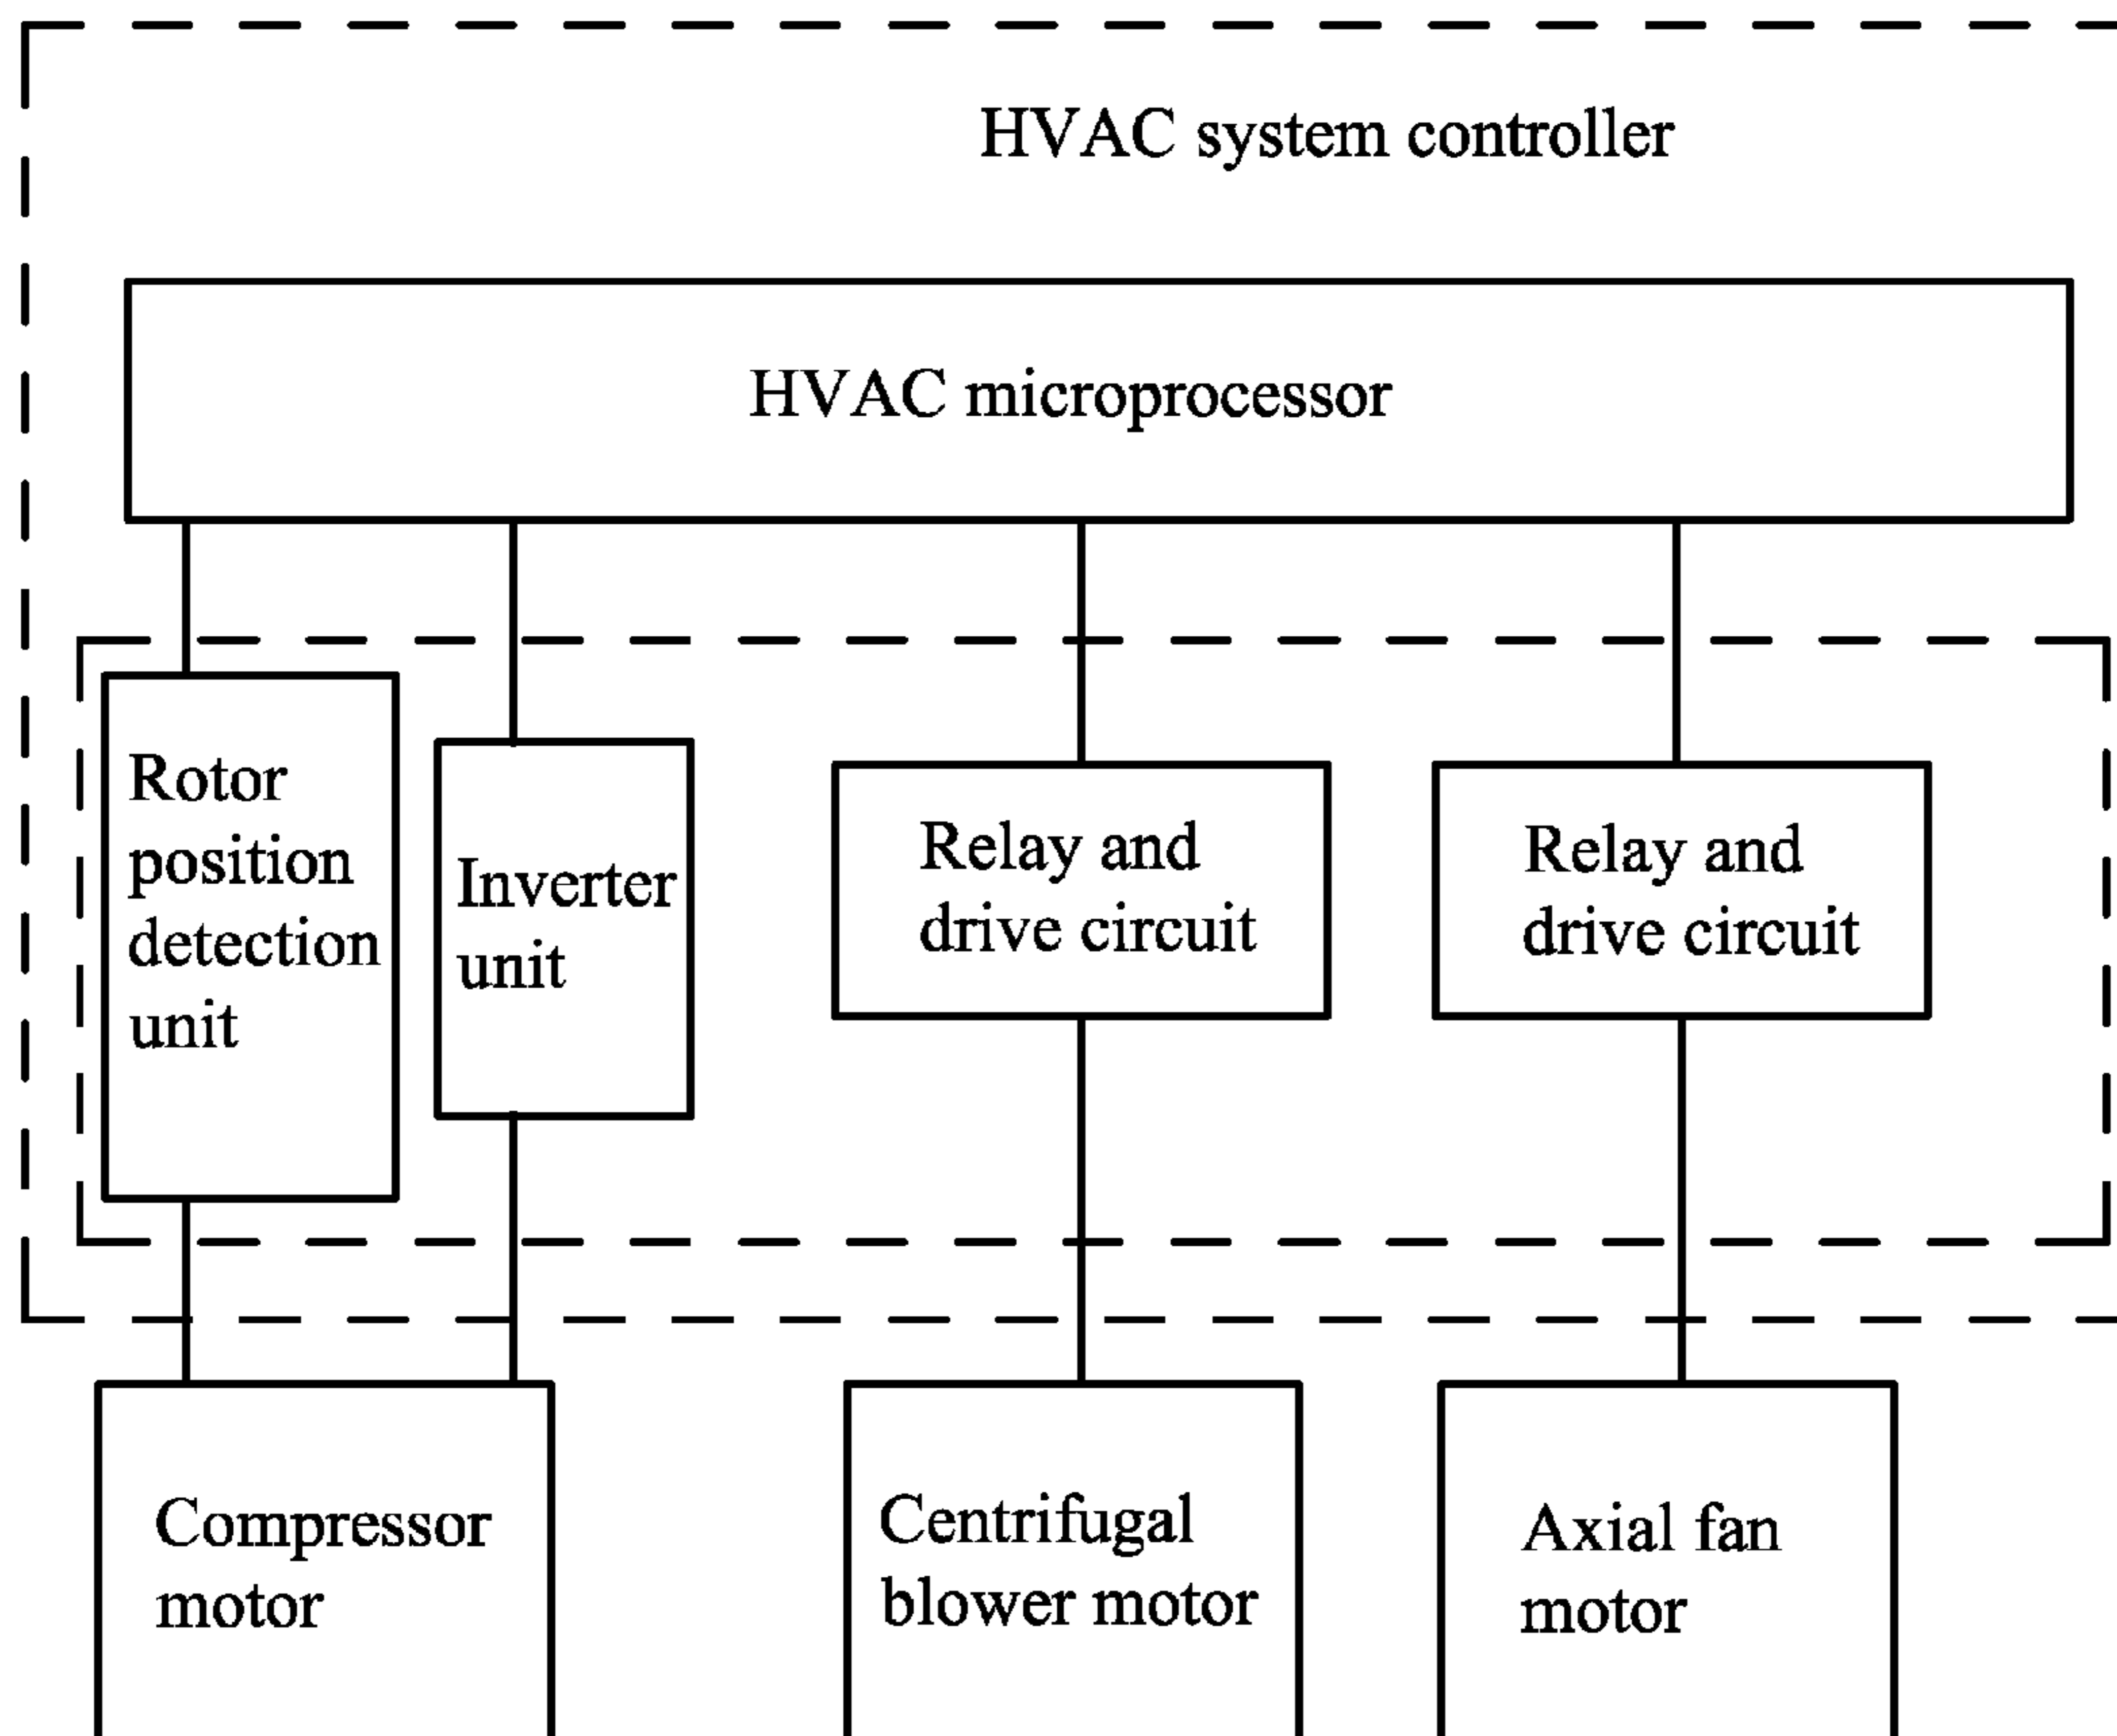 HVAC system controller
HVAC microprocessor
Rotor
position
detection
unit
Inverter
unit
Relay and
drive circuit
Relay and
drive circuit
Compressor
motor
Centrifugal
blower motor
Axial fan
motor